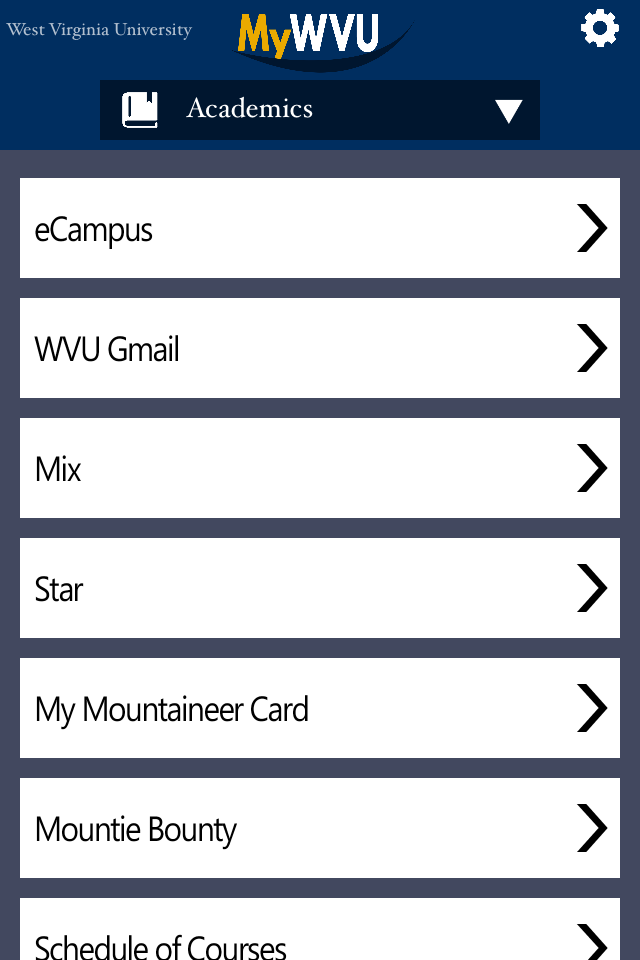 West Virginia University
MyWVU
Academics
eCampus
WVU Gmail
Mix
Star
My Mountaineer Card
Mountie Bounty
Schedule of Courses